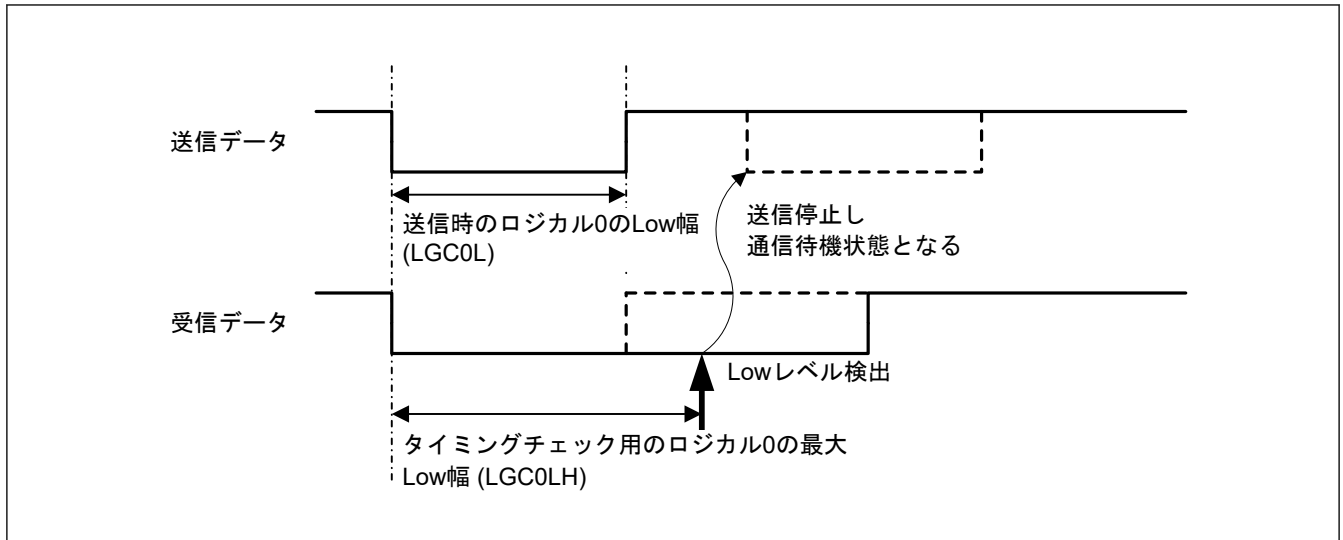 送信データ
送信時のロジカル0のLow幅
(LGC0L)
送信停止し
通信待機状態となる
受信データ
Lowレベル検出
タイミングチェック用のロジカル0の最大
Low幅 (LGC0LH)